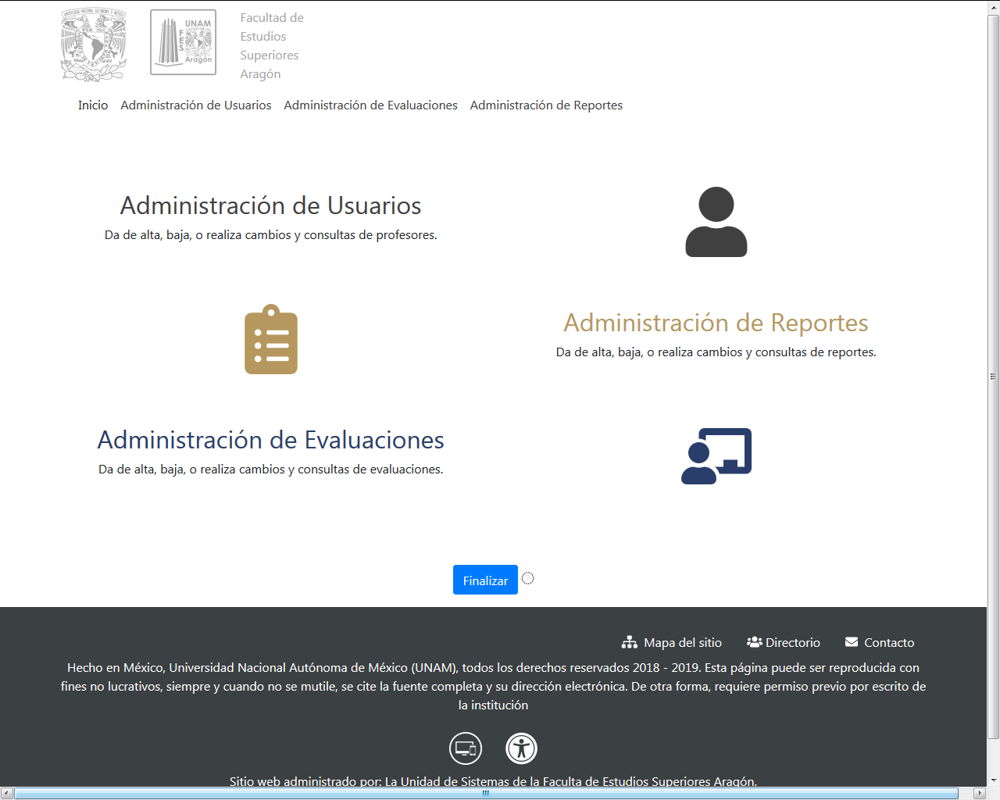 UNIVERSIDAD NACIONAL AUTÓNOMA DE MÉXICO
UNAM
FES
Aragón
Facultad de
Estudios
Superiores
Aragón
Inicio Administración de Usuarios Administración de Evaluaciones Administración de Reportes
Administración de Usuarios
Da de alta, baja, o realiza cambios y consultas de profesores.
Administración de Reportes
Da de alta, baja, o realiza cambios y consultas de reportes.
Administración de Evaluaciones
Da de alta, baja, o realiza cambios y consultas de evaluaciones.
Finalizar
Mapa del sitio Directorio Contacto
Hecho en México, Universidad Nacional Autónoma de México (UNAM), todos los derechos reservados 2018 - 2019. Esta página puede ser reproducida con
fines no lucrativos, siempre y cuando no se mutile, se cite la fuente completa y su dirección electrónica. De otra forma, requiere permiso previo por escrito de
la institución
Sitio web administrado por: La Unidad de Sistemas de la Faculta de Estudios Superiores Aragón.